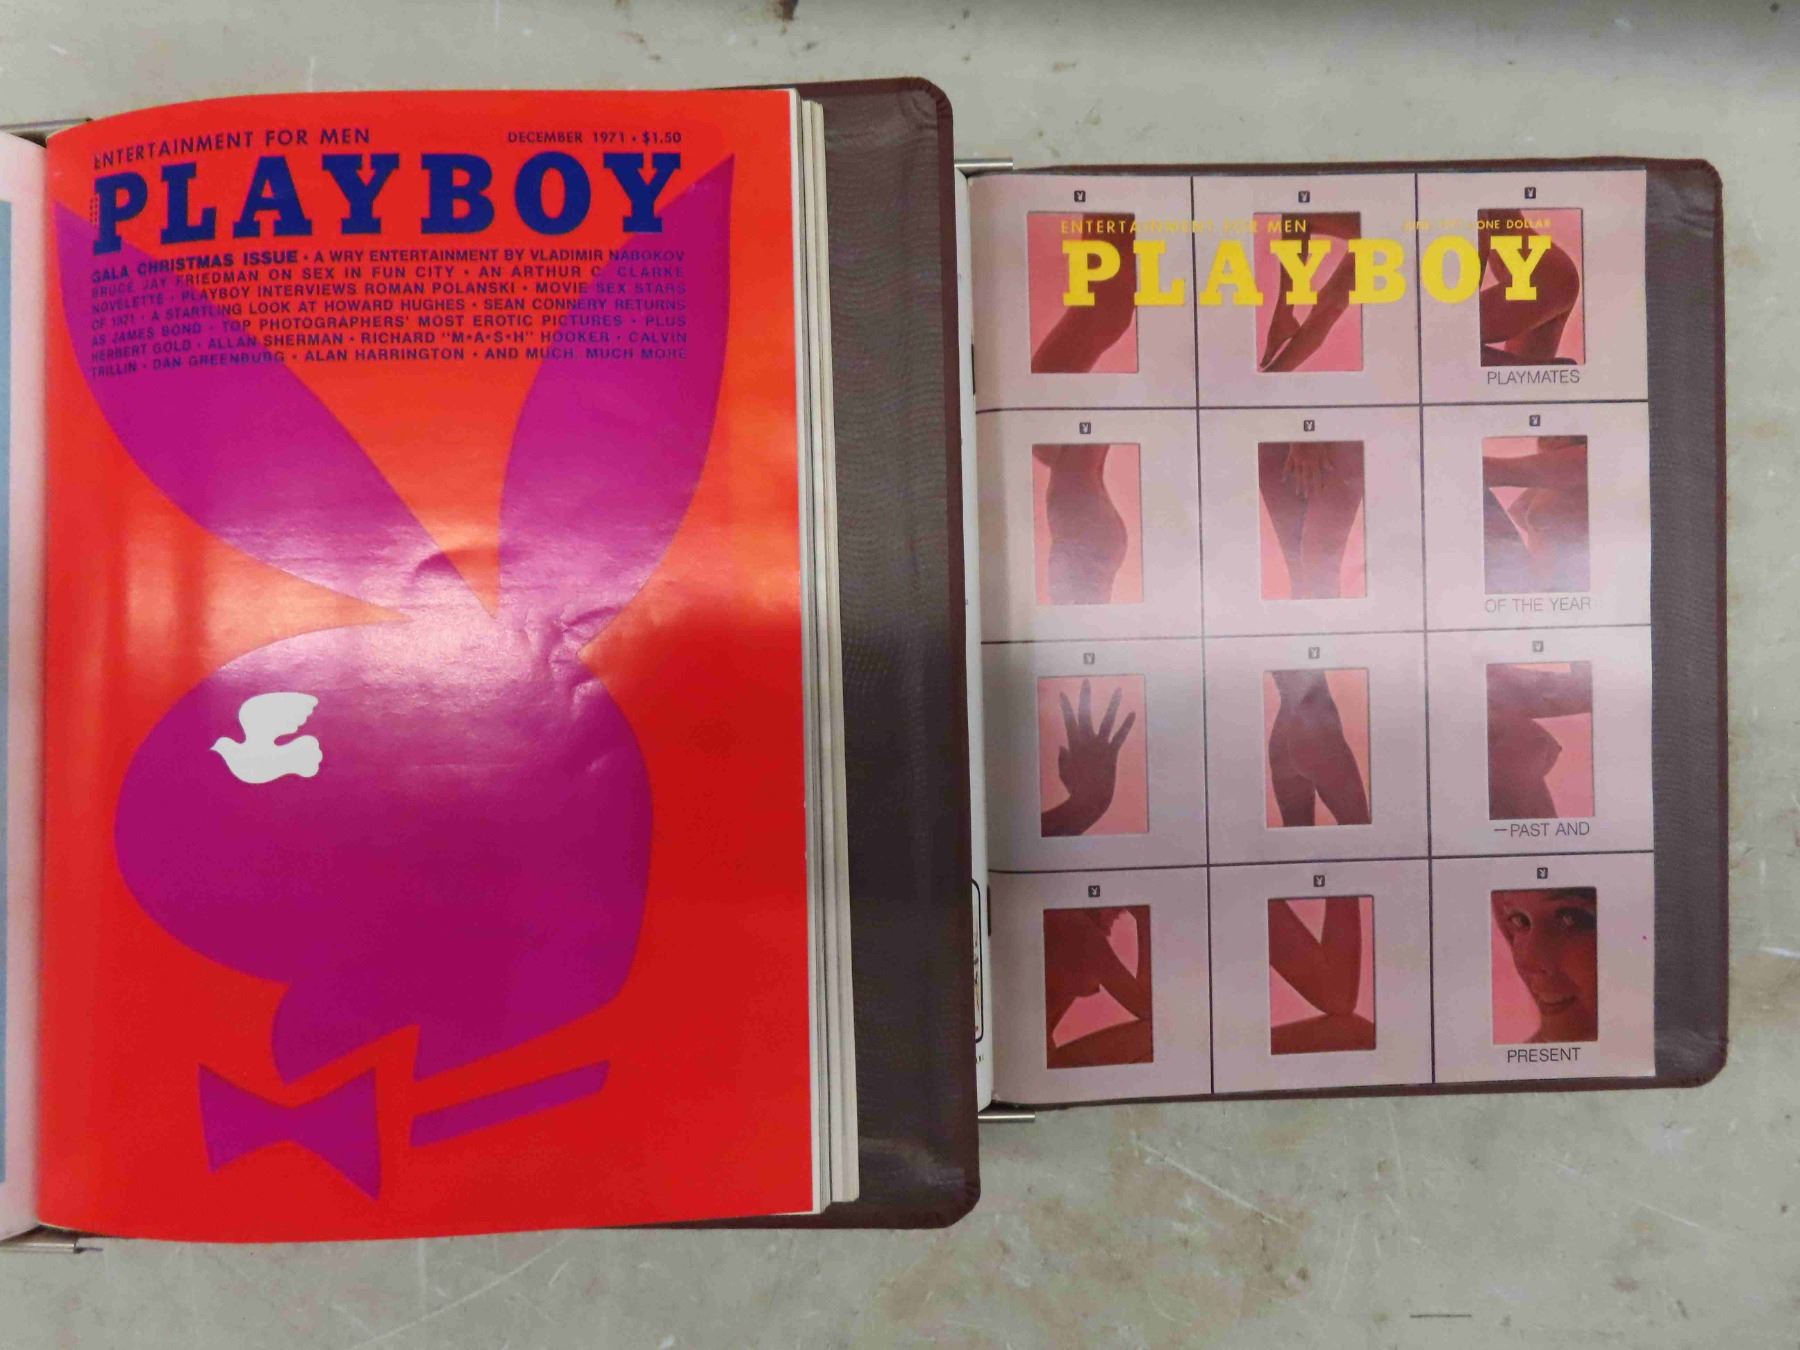 ENTERTAINMENT FOR MEN
DECEMBER 1971 • $1.50
PLAYBOY
GALA CHRISTMAS ISSUE • A WRY ENTERTAINMENT BY VLADIMIR NABOKOV
BRUCE JAY FRIEDMAN ON SEX IN FUN CITY • AN ARTHUR C. CLARKE
NOVELETTE • PLAYBOY INTERVIEWS ROMAN POLANSKI • MOVIE SEX STARS
OF 1971 • A STARTLING LOOK AT HOWARD HUGHES • SEAN CONNERY RETURNS
AS JAMES BOND • TOP PHOTOGRAPHERS' MOST EROTIC PICTURES • PLUS
HERBERT GOLD • ALLAN SHERMAN • RICHARD "M*A*S*H" HOOKER • CALVIN
TRILLIN • DAN GREENBURG • ALAN HARRINGTON • AND MUCH, MUCH MORE
ENTERTAINMENT FOR MEN
ONE DOLLAR
PLAYBOY
PLAYMATES
OF THE YEAR
—PAST AND
PRESENT